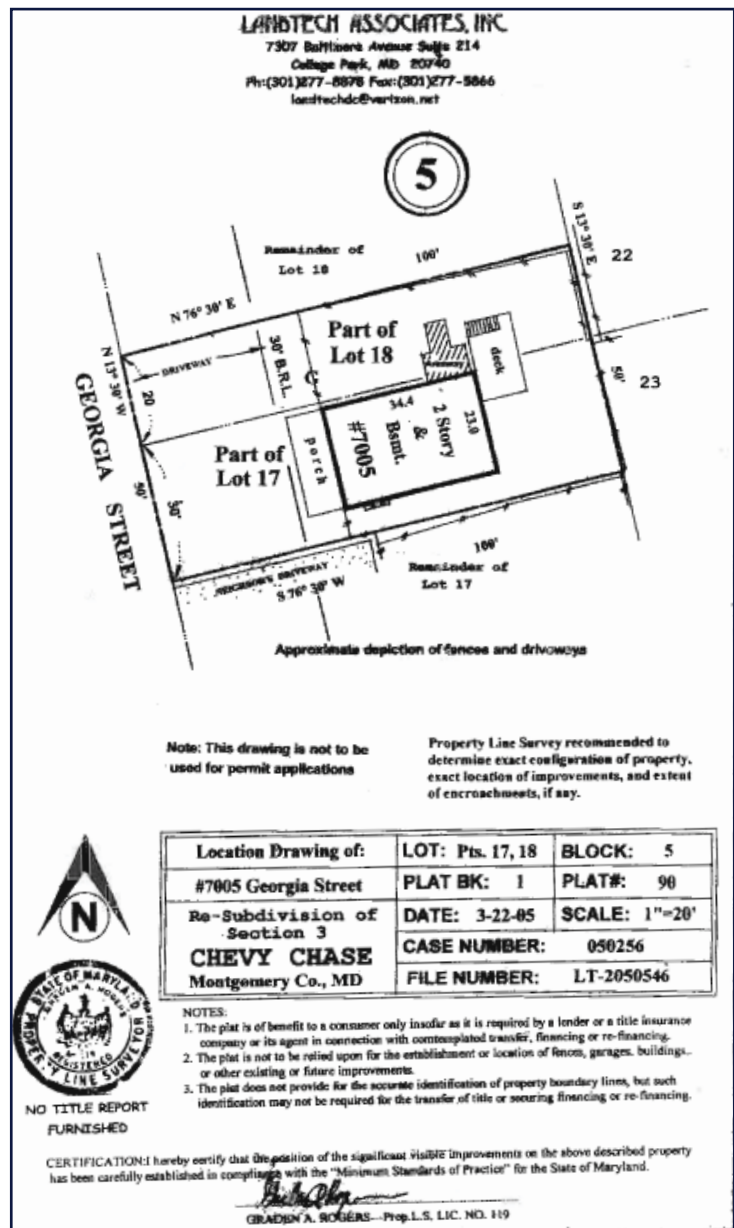 LANDTECH ASSOCIATES, INC.
7307 Baltimore Avenue Suite 214
College Park, MD 20740
Ph:(301)277-8878 Fax:(301)277-5866
landtechdc@verizon.net
5
S 13° 30' E
22
Remainder of
Lot 18
100'
N 76° 30' E
Part of
Lot 18
30' B.R.L.
DRIVEWAY
N 13° 30' W
20
deck
50'
23
GEORGIA STREET
34.4
23.0
2 Story
&
Bsmt.
#7005
porch
Part of
Lot 17
50'
30'
100'
NEIGHBOR'S DRIVEWAY
S 76° 30' W
Remainder of
Lot 17
Approximate depiction of fences and driveways
Note: This drawing is not to be
used for permit applications
Property Line Survey recommended to
determine exact configuration of property,
exact location of improvements, and extent
of encroachments, if any.
N
Location Drawing of:
#7005 Georgia Street
Re-Subdivision of
Section 3
CHEVY CHASE
Montgomery Co., MD
LOT: Pts. 17, 18 BLOCK: 5
PLAT BK: 1 PLAT#: 90
DATE: 3-22-05 SCALE: 1"=20'
CASE NUMBER: 050256
FILE NUMBER: LT-2050546
STATE OF MARYLAND
REGISTERED
PROPERTY LINE SURVEYOR
NO TITLE REPORT
FURNISHED
NOTES:
1. The plat is of benefit to a consumer only insofar as it is required by a lender or a title insurance
company or its agent in connection with contemplated transfer, financing or re-financing.
2. The plat is not to be relied upon for the establishment or location of fences, garages, buildings,
or other existing or future improvements.
3. The plat does not provide for the accurate identification of property boundary lines, but such
identification may not be required for the transfer of title or securing financing or re-financing.
CERTIFICATION:I hereby certify that the position of the significant visible improvements on the above described property
has been carefully established in compliance with the "Minimum Standards of Practice" for the State of Maryland.
GRADEN A. ROGERS---Prop.L.S. LIC. NO. 119